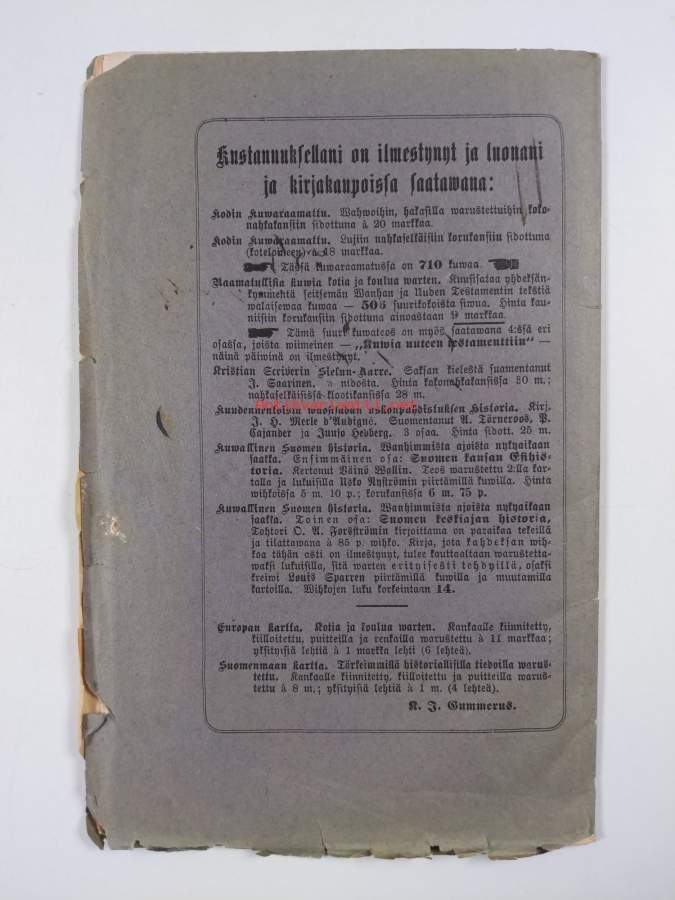 Kustannuksellani on ilmestynyt ja luonani
ja kirjakaupoissa saatawana:
Kodin Kuwaraamattu. Wahwoihin, hakasilla warustettuihin koko-
nahkakansiin sidottuna à 20 markkaa.
Kodin Kuwaraamattu. Lujiin nahkaselkäisiin korukansiin sidottuna
(koteloineen) à 18 markkaa.
Tässä kuwaraamatussa on 710 kuwaa.
Raamatullisia kuwia kotia ja koulua warten. Kuusisataa yhdeksän-
kymmentä seitsemän Wanhan ja Uuden Testamentin tekstiä
walaisewaa kuwaa — 505 suurikokoista siwua. Hinta kau-
niisiin korukansiin sidottuna ainoastaan 9 markkaa.
Tämä suuri kuwateos on myös saatawana 4:ssä eri
osassa, joista wiimeinen — „Kuwia uuteen testamenttiin" —
näinä päiwinä on ilmestynyt.
Kristian Scriverin Sielun-Aarre. Saksan kielestä suomentanut
J. Saarinen. nidosta. Hinta kokonahkakansissa 30 m.;
nahkaselkäisissä klootikansissa 28 m.
Kuudennentoista wuosisadan uskonpuhdistuksen Historia. Kirj.
J. H. Merle d'Aubigné. Suomentanut A. Törneroos, P.
Cajander ja Juuso Hedberg. 3 osaa. Hinta sidott. 25 m.
Kuwallinen Suomen historia. Wanhimmista ajoista nykyaikaan
saakka. Ensimmäinen osa: Suomen kansan Esihis-
toria. Kertonut Väinö Wallin. Teos warustettu 2:lla kar-
talla ja lukuisilla Usko Nyströmin piirtämillä kuwilla. Hinta
wihkoissa 5 m. 10 p.; korukansissa 6 m. 75 p.
Kuwallinen Suomen historia. Wanhimmista ajoista nykyaikaan
saakka. Toinen osa: Suomen keskiajan historia,
Tohtori O. A. Forsströmin kirjoittama on paraikaa tekeillä
ja tilattawana à 85 p. wihko. Kirja, jota kahdeksan wih-
koa tähän asti on ilmestynyt, tulee kauttaaltaan warustetta-
waksi lukuisilla, sitä warten erityisesti tehdyillä, osaksi
kreiwi Louis Sparren piirtämillä kuwilla ja muutamilla
kartoilla. Wihkojen luku korkeintaan 14.
Europan kartta. Kotia ja koulua warten. Kankaalle kiinnitetty,
kiilloitettu, puitteilla ja renkailla warustettu à 11 markkaa;
yksityisiä lehtiä à 1 markka lehti (6 lehteä).
Suomenmaan kartta. Tärkeimmillä historiallisilla tiedoilla warus-
tettu. Kankaalle kiinnitetty, kiilloitettu ja puitteilla warus-
tettu à 8 m.; yksityisiä lehtiä à 1 m. (4 lehteä).
K. J. Gummerus.